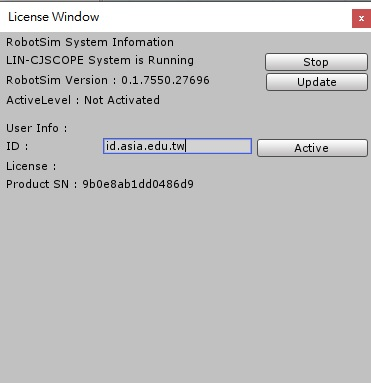 License Window
x
RobotSim System Infomation
LIN-CJSCOPE System is Running
Stop
RobotSim Version : 0.1.7550.27696
Update
ActiveLevel : Not Activated
User Info :
ID :
id.asia.edu.tw
Active
License :
Product SN : 9b0e8ab1dd0486d9